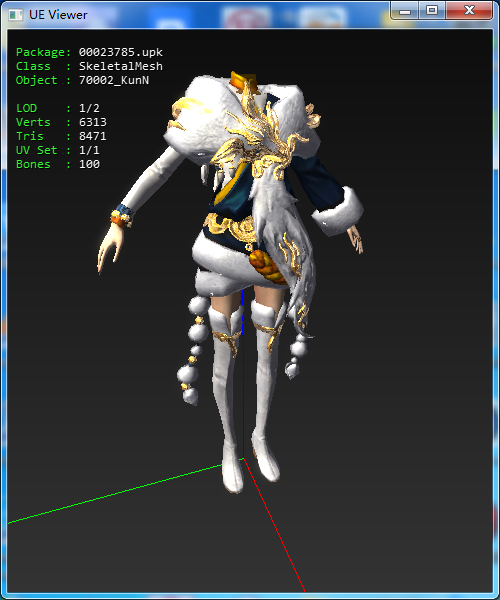 UE Viewer
Package: 00023785.upk
Class : SkeletalMesh
Object : 70002_KunN
LOD : 1/2
Verts : 6313
Tris : 8471
UV Set : 1/1
Bones : 100